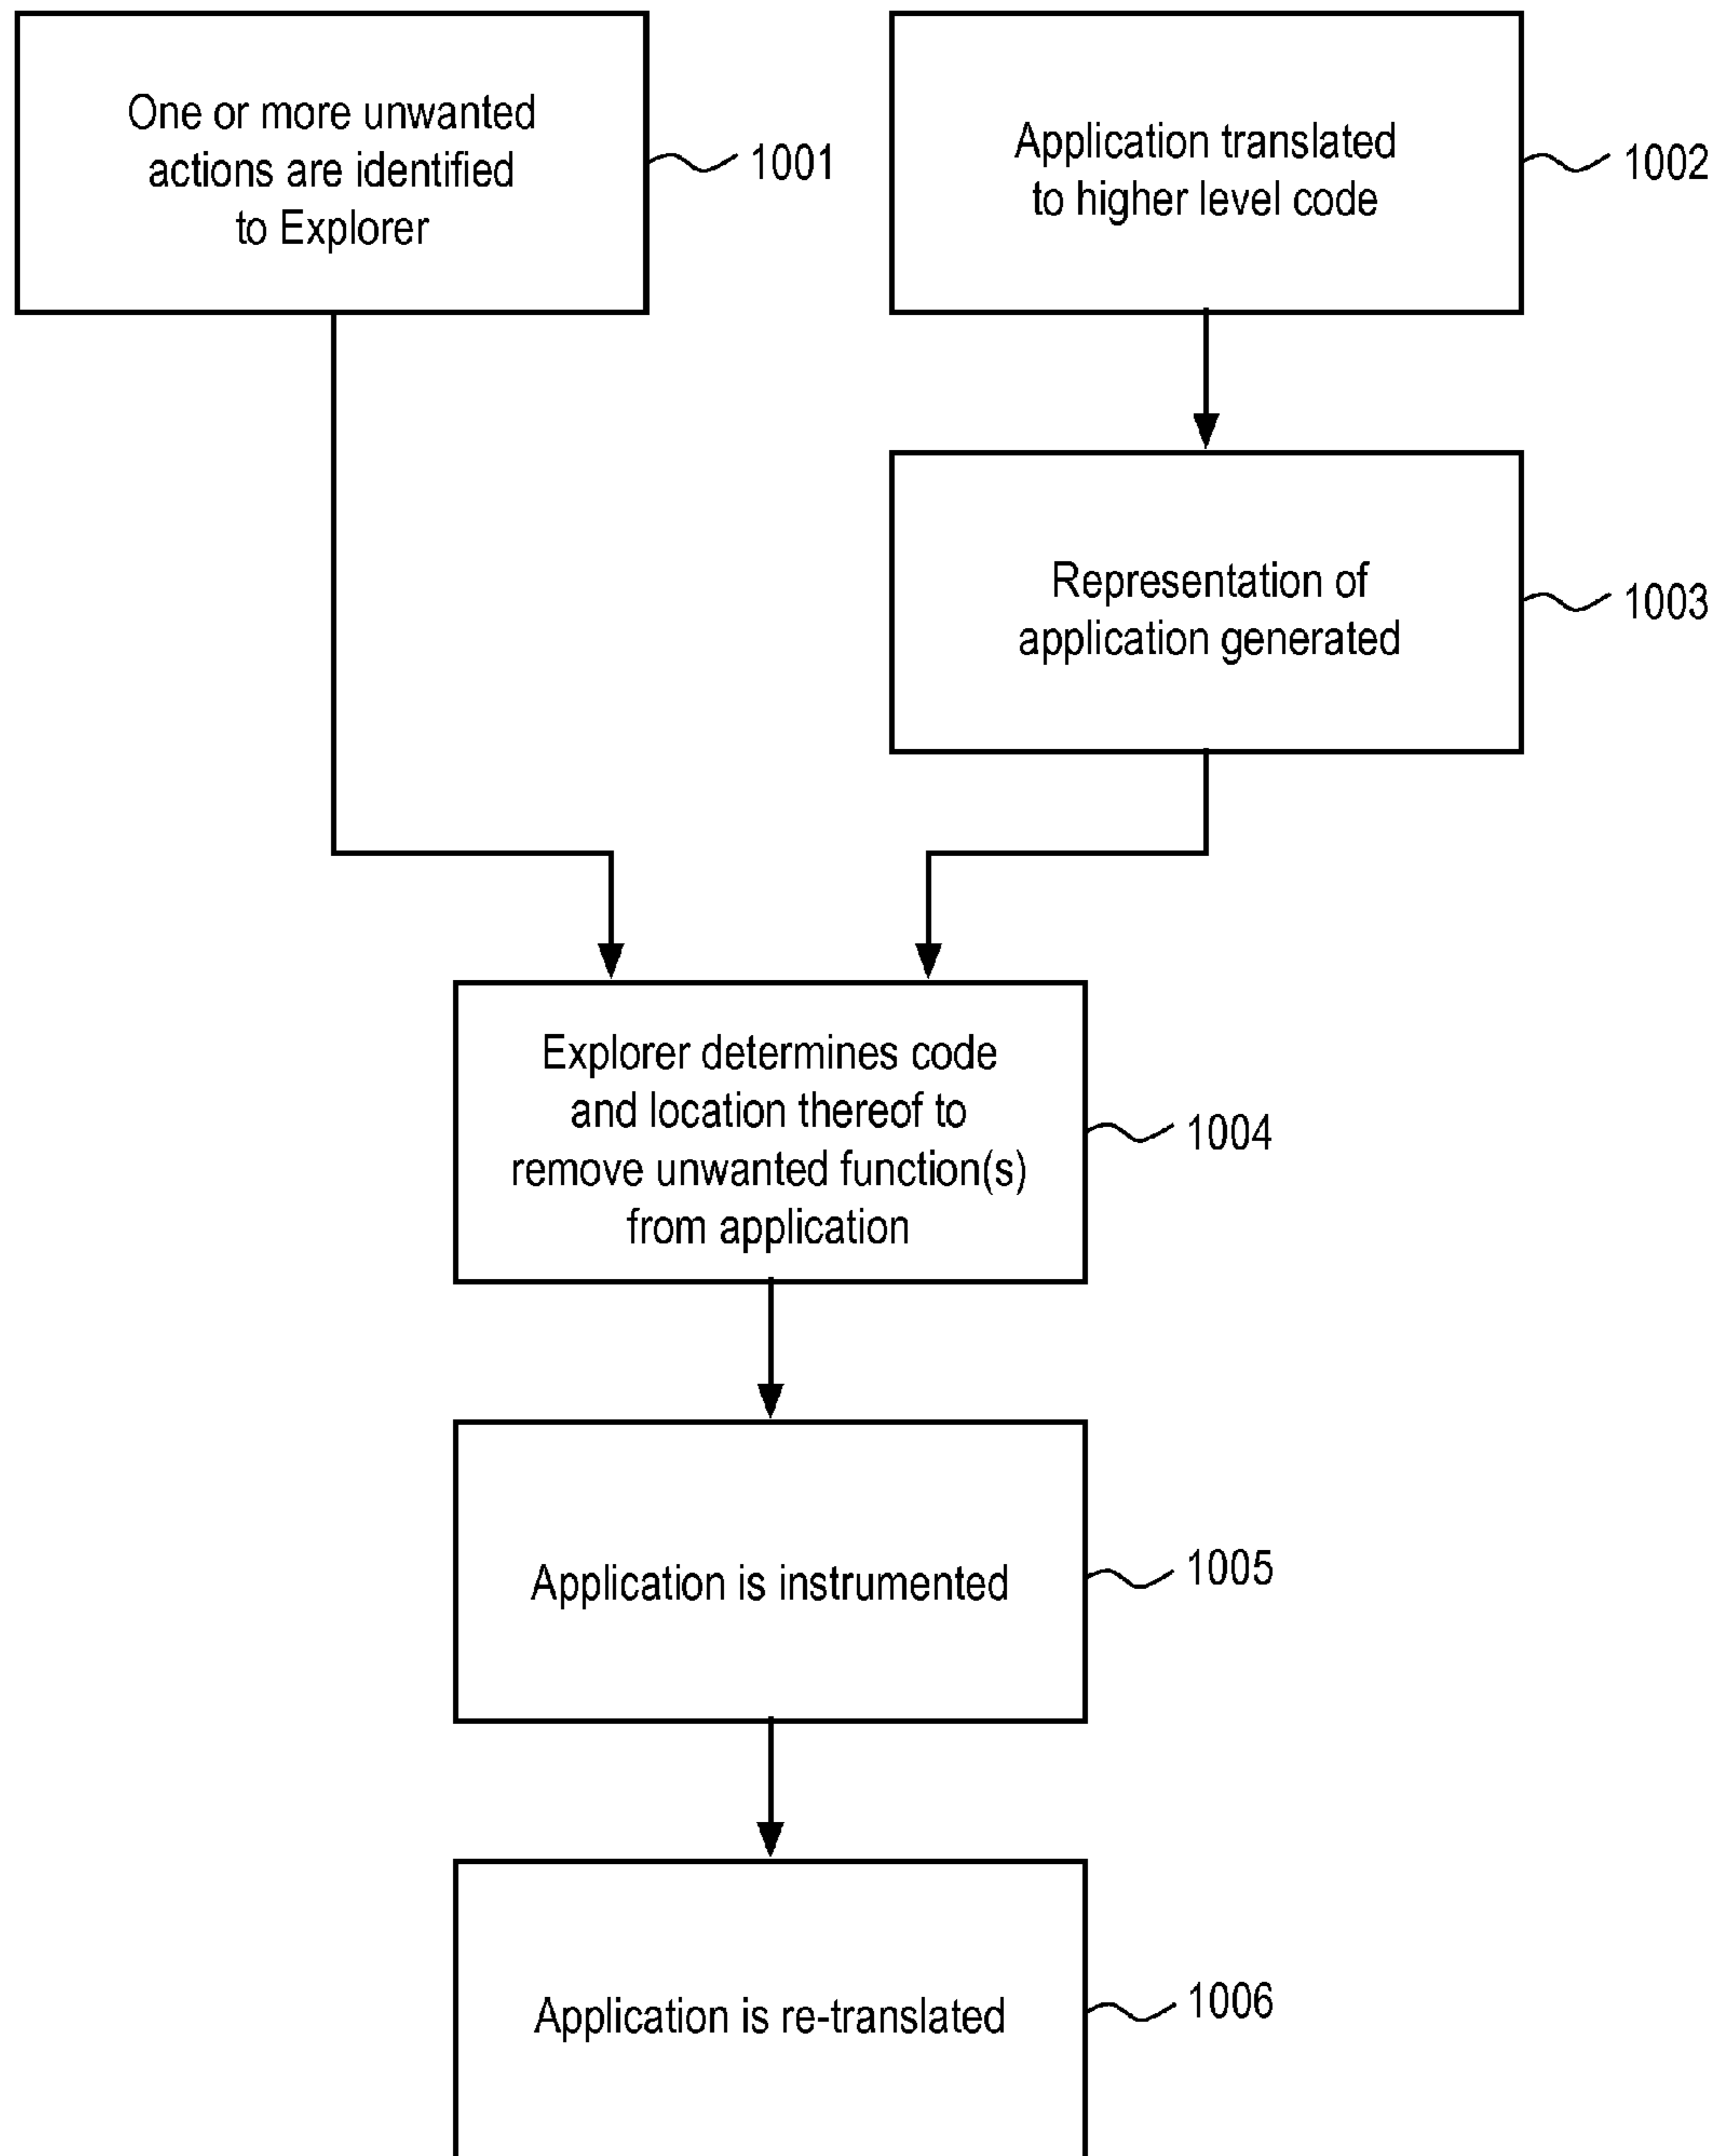 One or more unwanted
actions are identified
to Explorer
1001
Application translated
to higher level code
1002
Representation of
application generated
1003
Explorer determines code
and location thereof to
remove unwanted function(s)
from application
1004
Application is instrumented
1005
Application is re-translated
1006